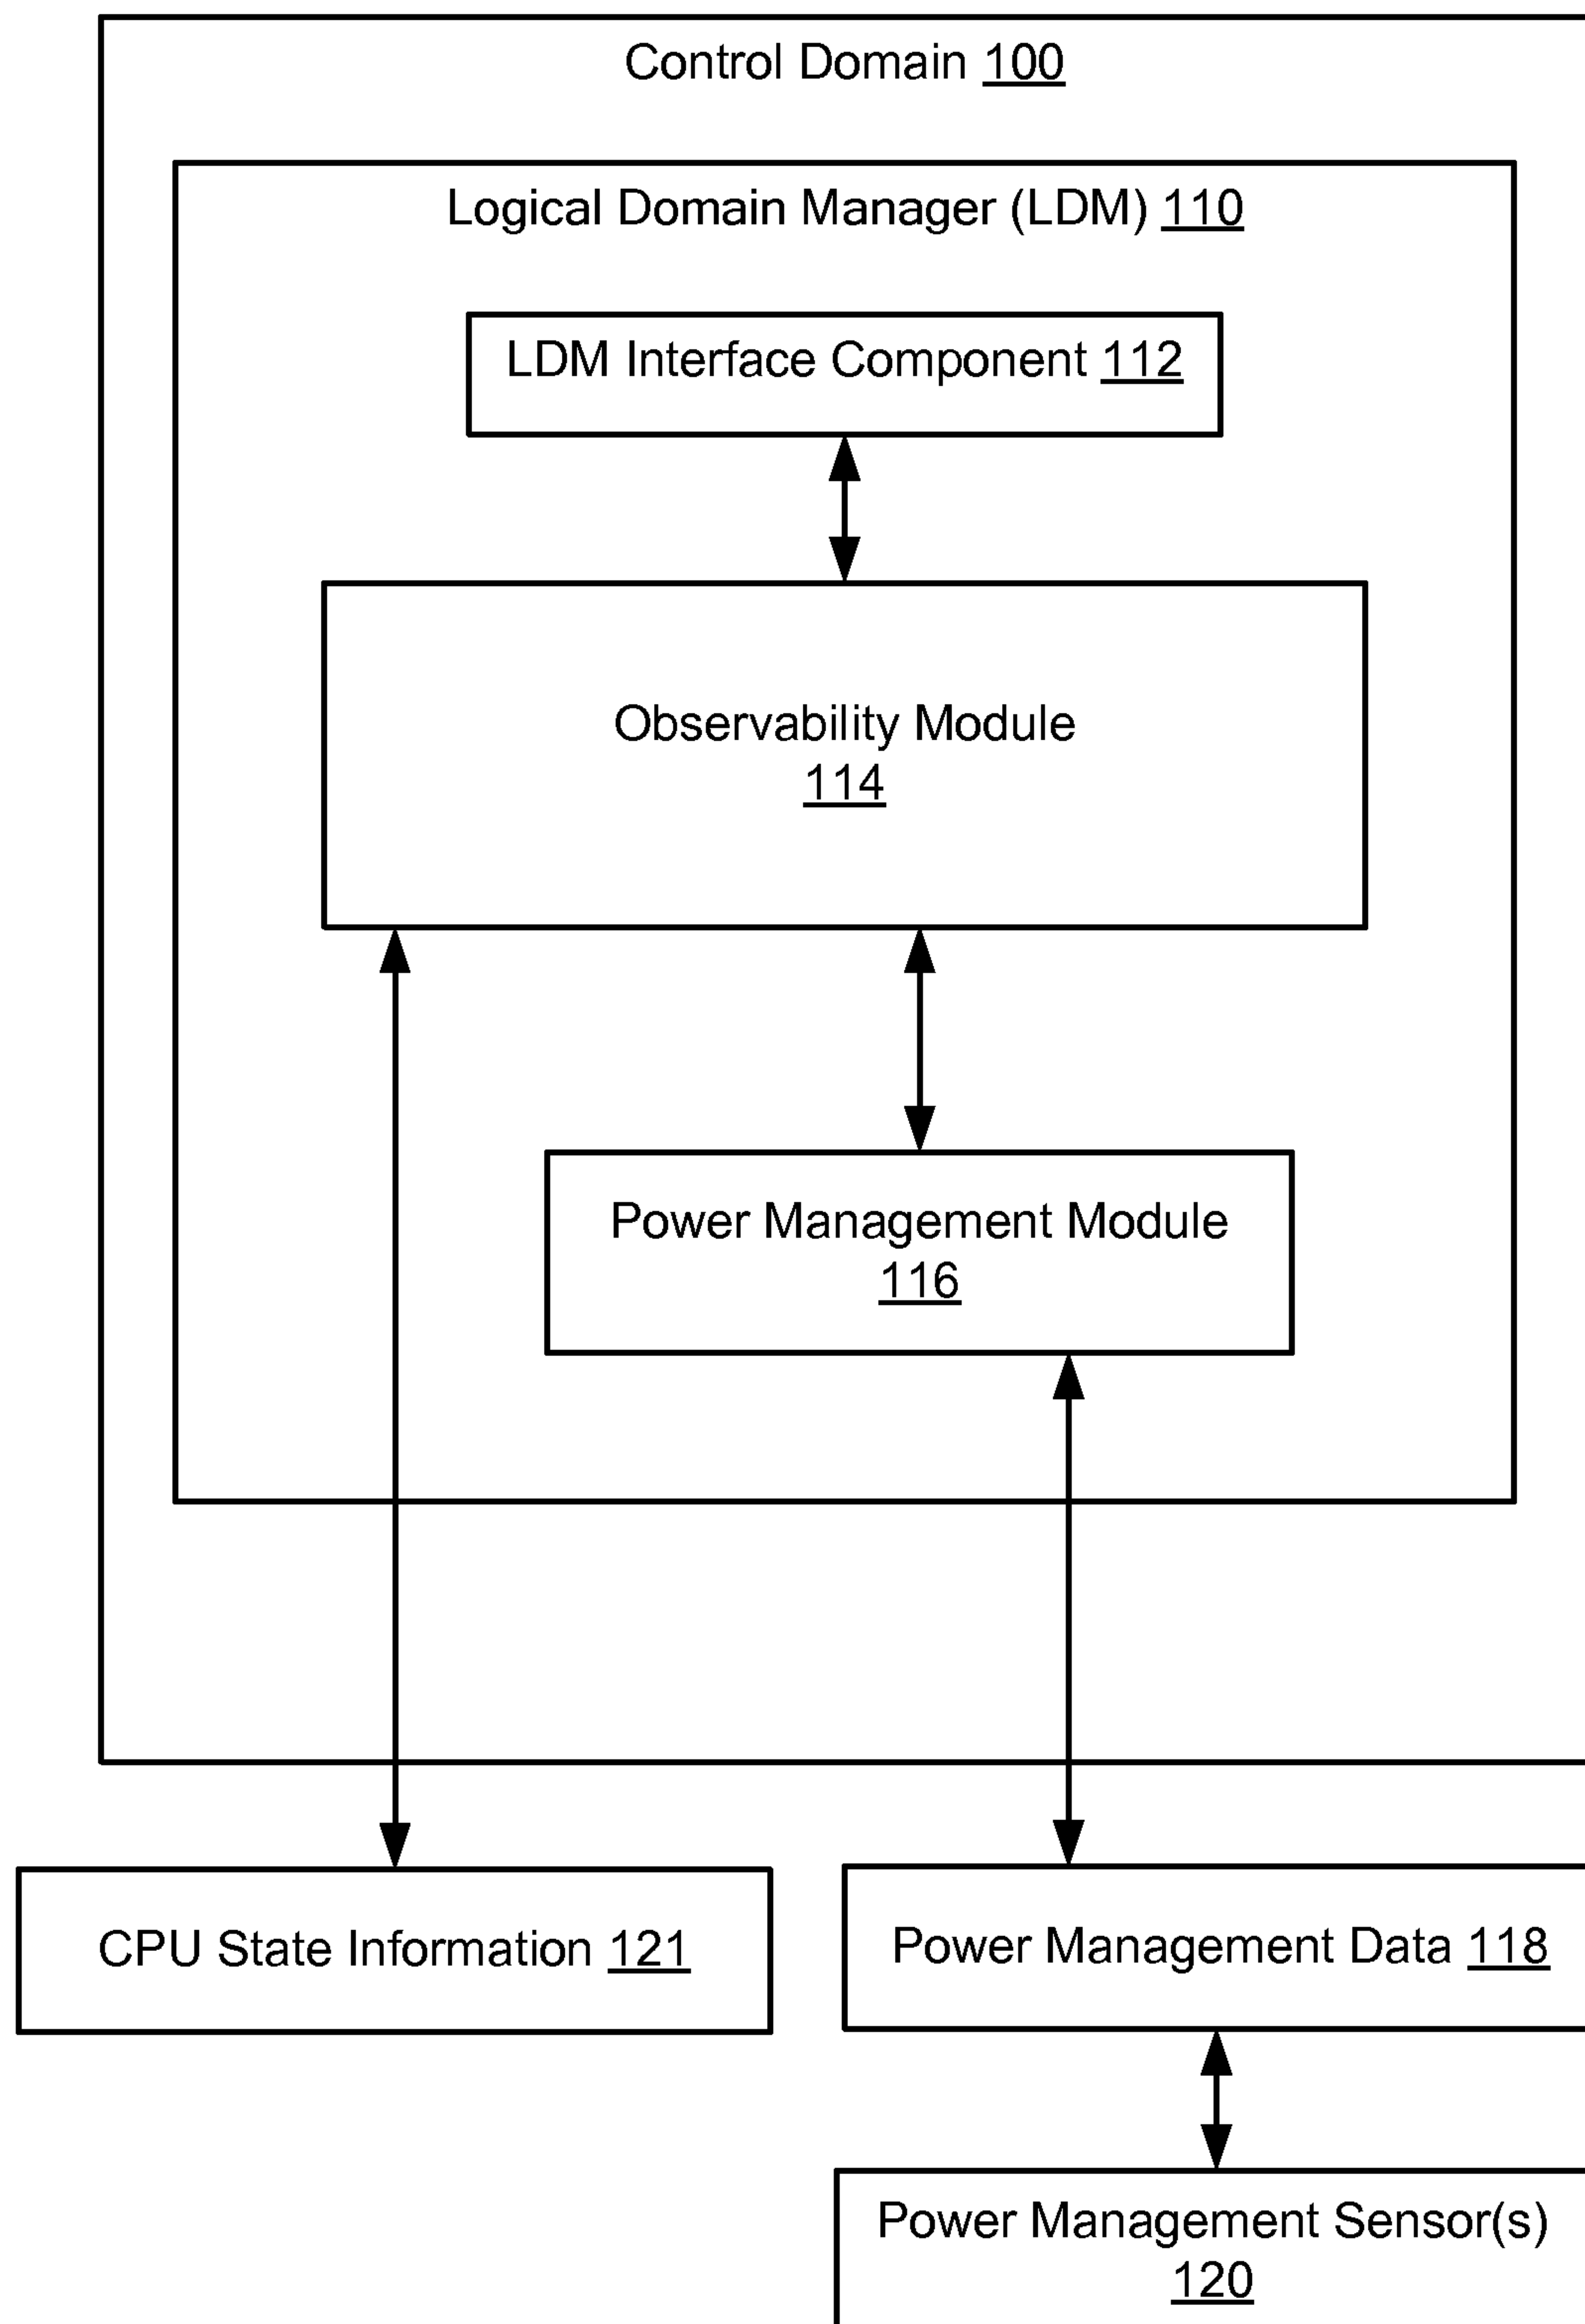 Control Domain 100
Logical Domain Manager (LDM) 110
LDM Interface Component 112
Observability Module
114
Power Management Module
116
CPU State Information 121
Power Management Data 118
Power Management Sensor(s)
120